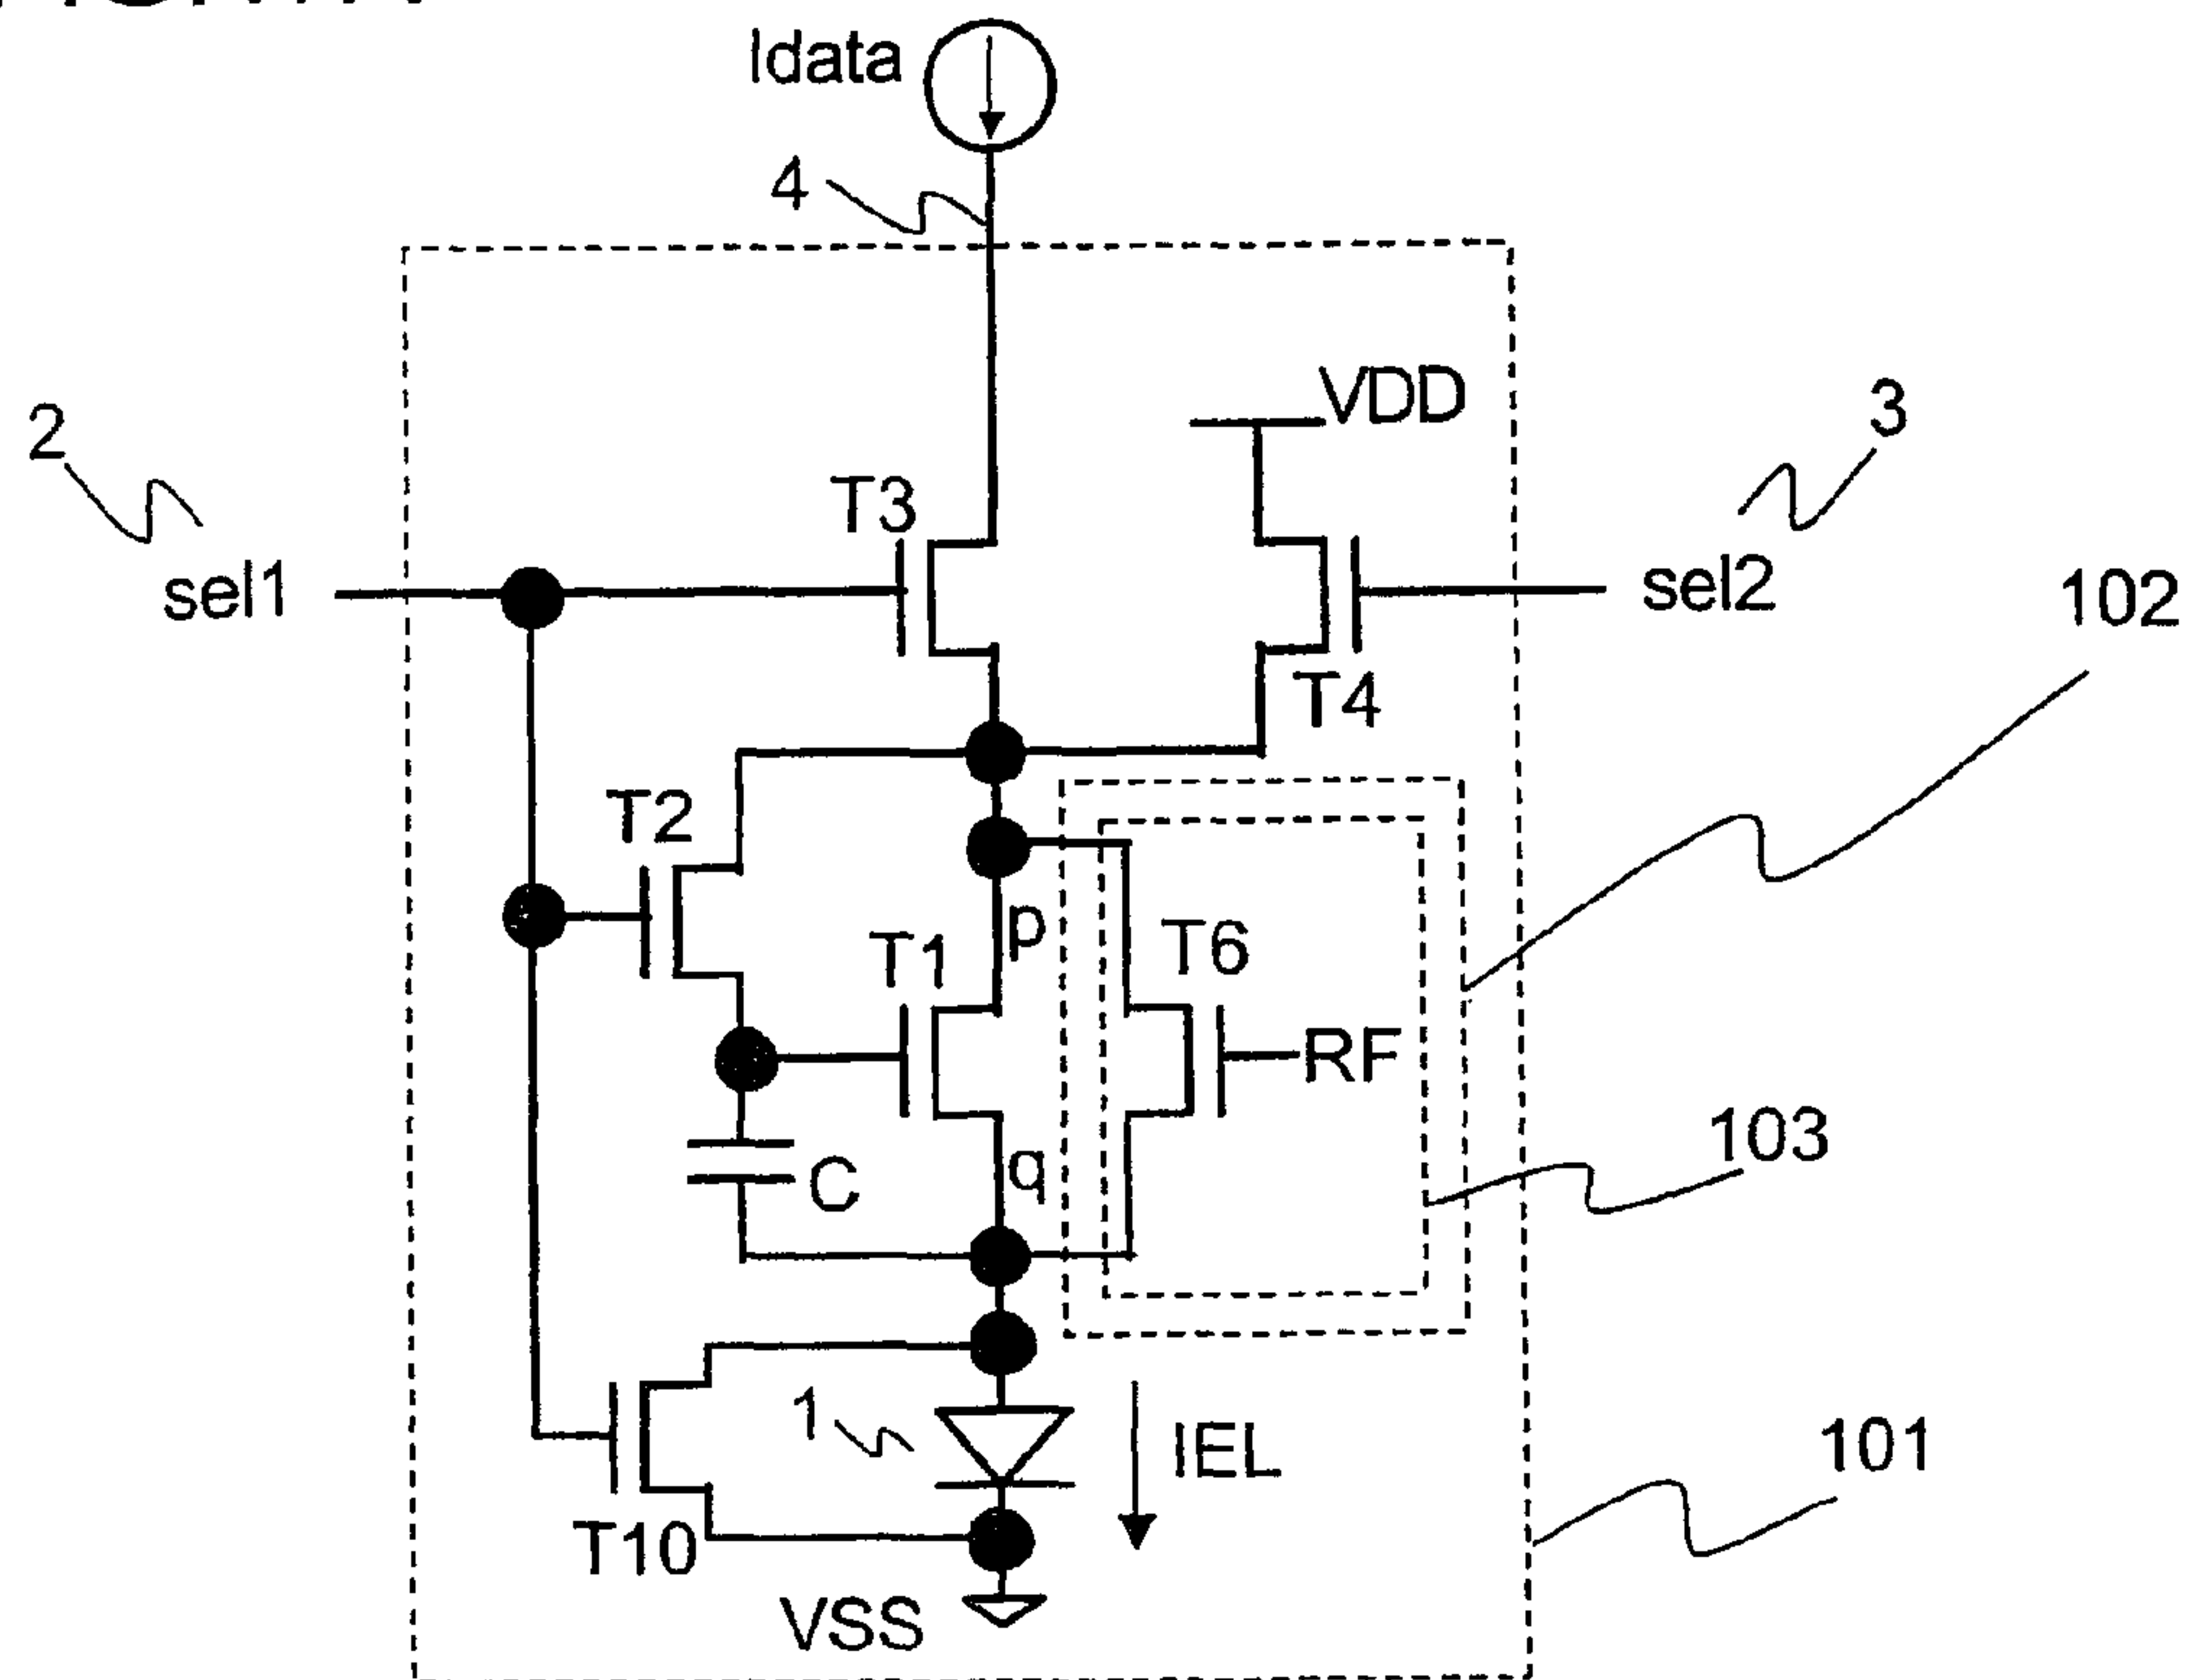 Idata
4
VDD
2
3
T3
sel1
sel2
102
T4
T2
p
T1
T6
RF
103
q
C
1
IEL
101
T10
VSS